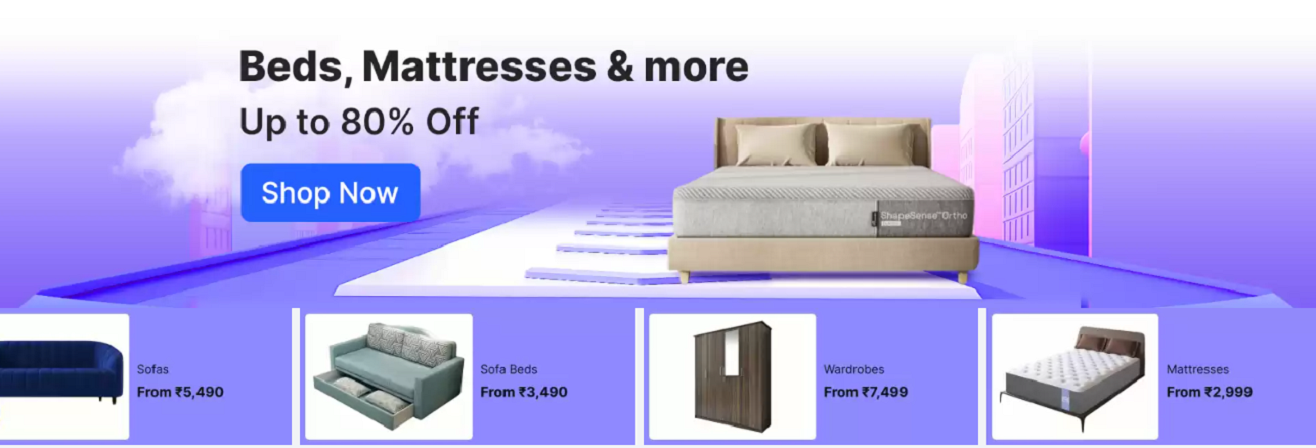 Beds, Mattresses & more
Up to 80% Off
Shop Now
ShapeSense™Ortho
Sofas
From ₹5,490
Sofa Beds
From ₹3,490
Wardrobes
From ₹7,499
Mattresses
From ₹2,999